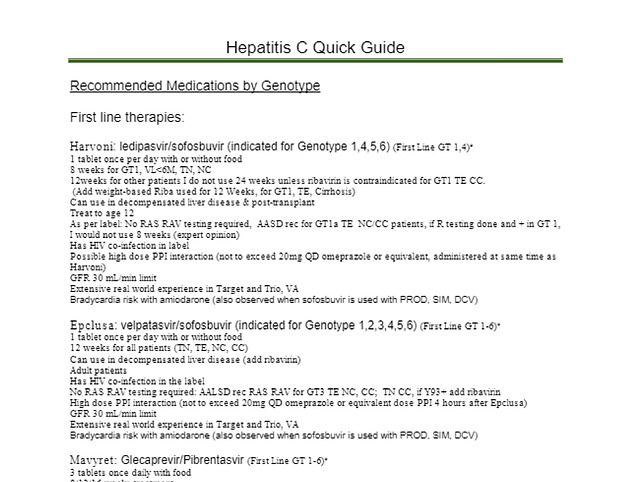 Hepatitis C Quick Guide
Recommended Medications by Genotype
First line therapies:
Harvoni: ledipasvir/sofosbuvir (indicated for Genotype 1,4,5,6) (First Line GT 1,4)*
1 tablet once per day with or without food
8 weeks for GT1, VL<6M, TN, NC
12weeks for other patients I do not use 24 weeks unless ribavirin is contraindicated for GT1 TE CC.
(Add weight-based Riba used for 12 Weeks, for GT1, TE, Cirrhosis)
Can use in decompensated liver disease & post-transplant
Treat to age 12
As per label: No RAS RAV testing required, AASD rec for GT1a TE NC/CC patients, if R testing done and + in GT 1,
I would not use 8 weeks (expert opinion)
Has HIV co-infection in label
Possible high dose PPI interaction (not to exceed 20mg QD omeprazole or equivalent, administered at same time as
Harvoni)
GFR 30 mL/min limit
Extensive real world experience in Target and Trio, VA
Bradycardia risk with amiodarone (also observed when sofosbuvir is used with PROD, SIM, DCV)
Epclusa: velpatasvir/sofosbuvir (indicated for Genotype 1,2,3,4,5,6) (First Line GT 1-6)*
1 tablet once per day with or without food
12 weeks for all patients (TN, TE, NC, CC)
Can use in decompensated liver disease (add ribavirin)
Adult patients
Has HIV co-infection in the label
No RAS RAV testing required: AALSD rec RAS RAV for GT3 TE NC, CC; TN CC, if Y93+ add ribavirin
High dose PPI interaction (not to exceed 20mg QD omeprazole or equivalent dose PPI 4 hours after Epclusa)
GFR 30 mL/min limit
Extensive real world experience in Target and Trio, VA
Bradycardia risk with amiodarone (also observed when sofosbuvir is used with PROD, SIM, DCV)
Mavyret: Glecaprevir/Pibrentasvir (First Line GT 1-6)*
3 tablets once daily with food